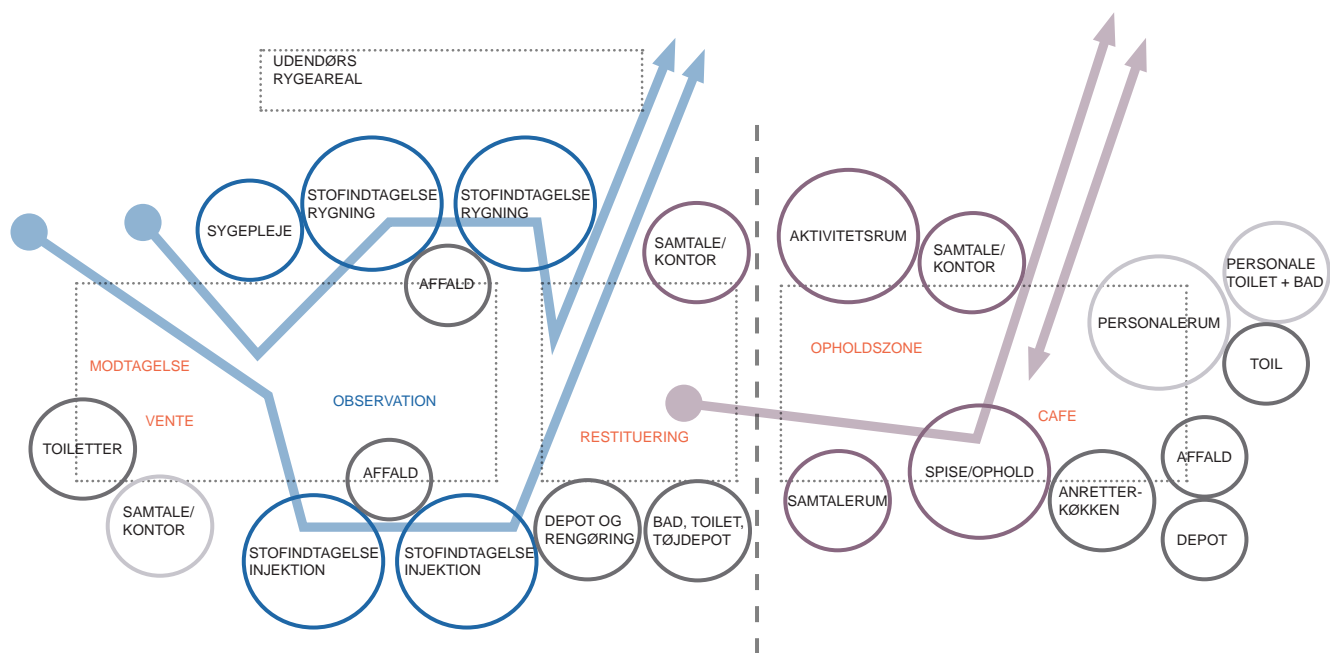 UDENDØRS
RYGEAREAL
STOFINDTAGELSE
RYGNING
STOFINDTAGELSE
RYGNING
SYGEPLEJE
AFFALD
SAMTALE/
KONTOR
AKTIVITETSRUM
SAMTALE/
KONTOR
PERSONALE
TOILET + BAD
PERSONALERUM
TOIL
MODTAGELSE
VENTE
OBSERVATION
RESTITUERING
OPHOLDSZONE
CAFE
TOILETTER
SAMTALE/
KONTOR
AFFALD
STOFINDTAGELSE
INJEKTION
STOFINDTAGELSE
INJEKTION
DEPOT OG
RENGØRING
BAD, TOILET,
TØJDEPOT
SAMTALERUM
SPISE/OPHOLD
ANRETTER-
KØKKEN
AFFALD
DEPOT